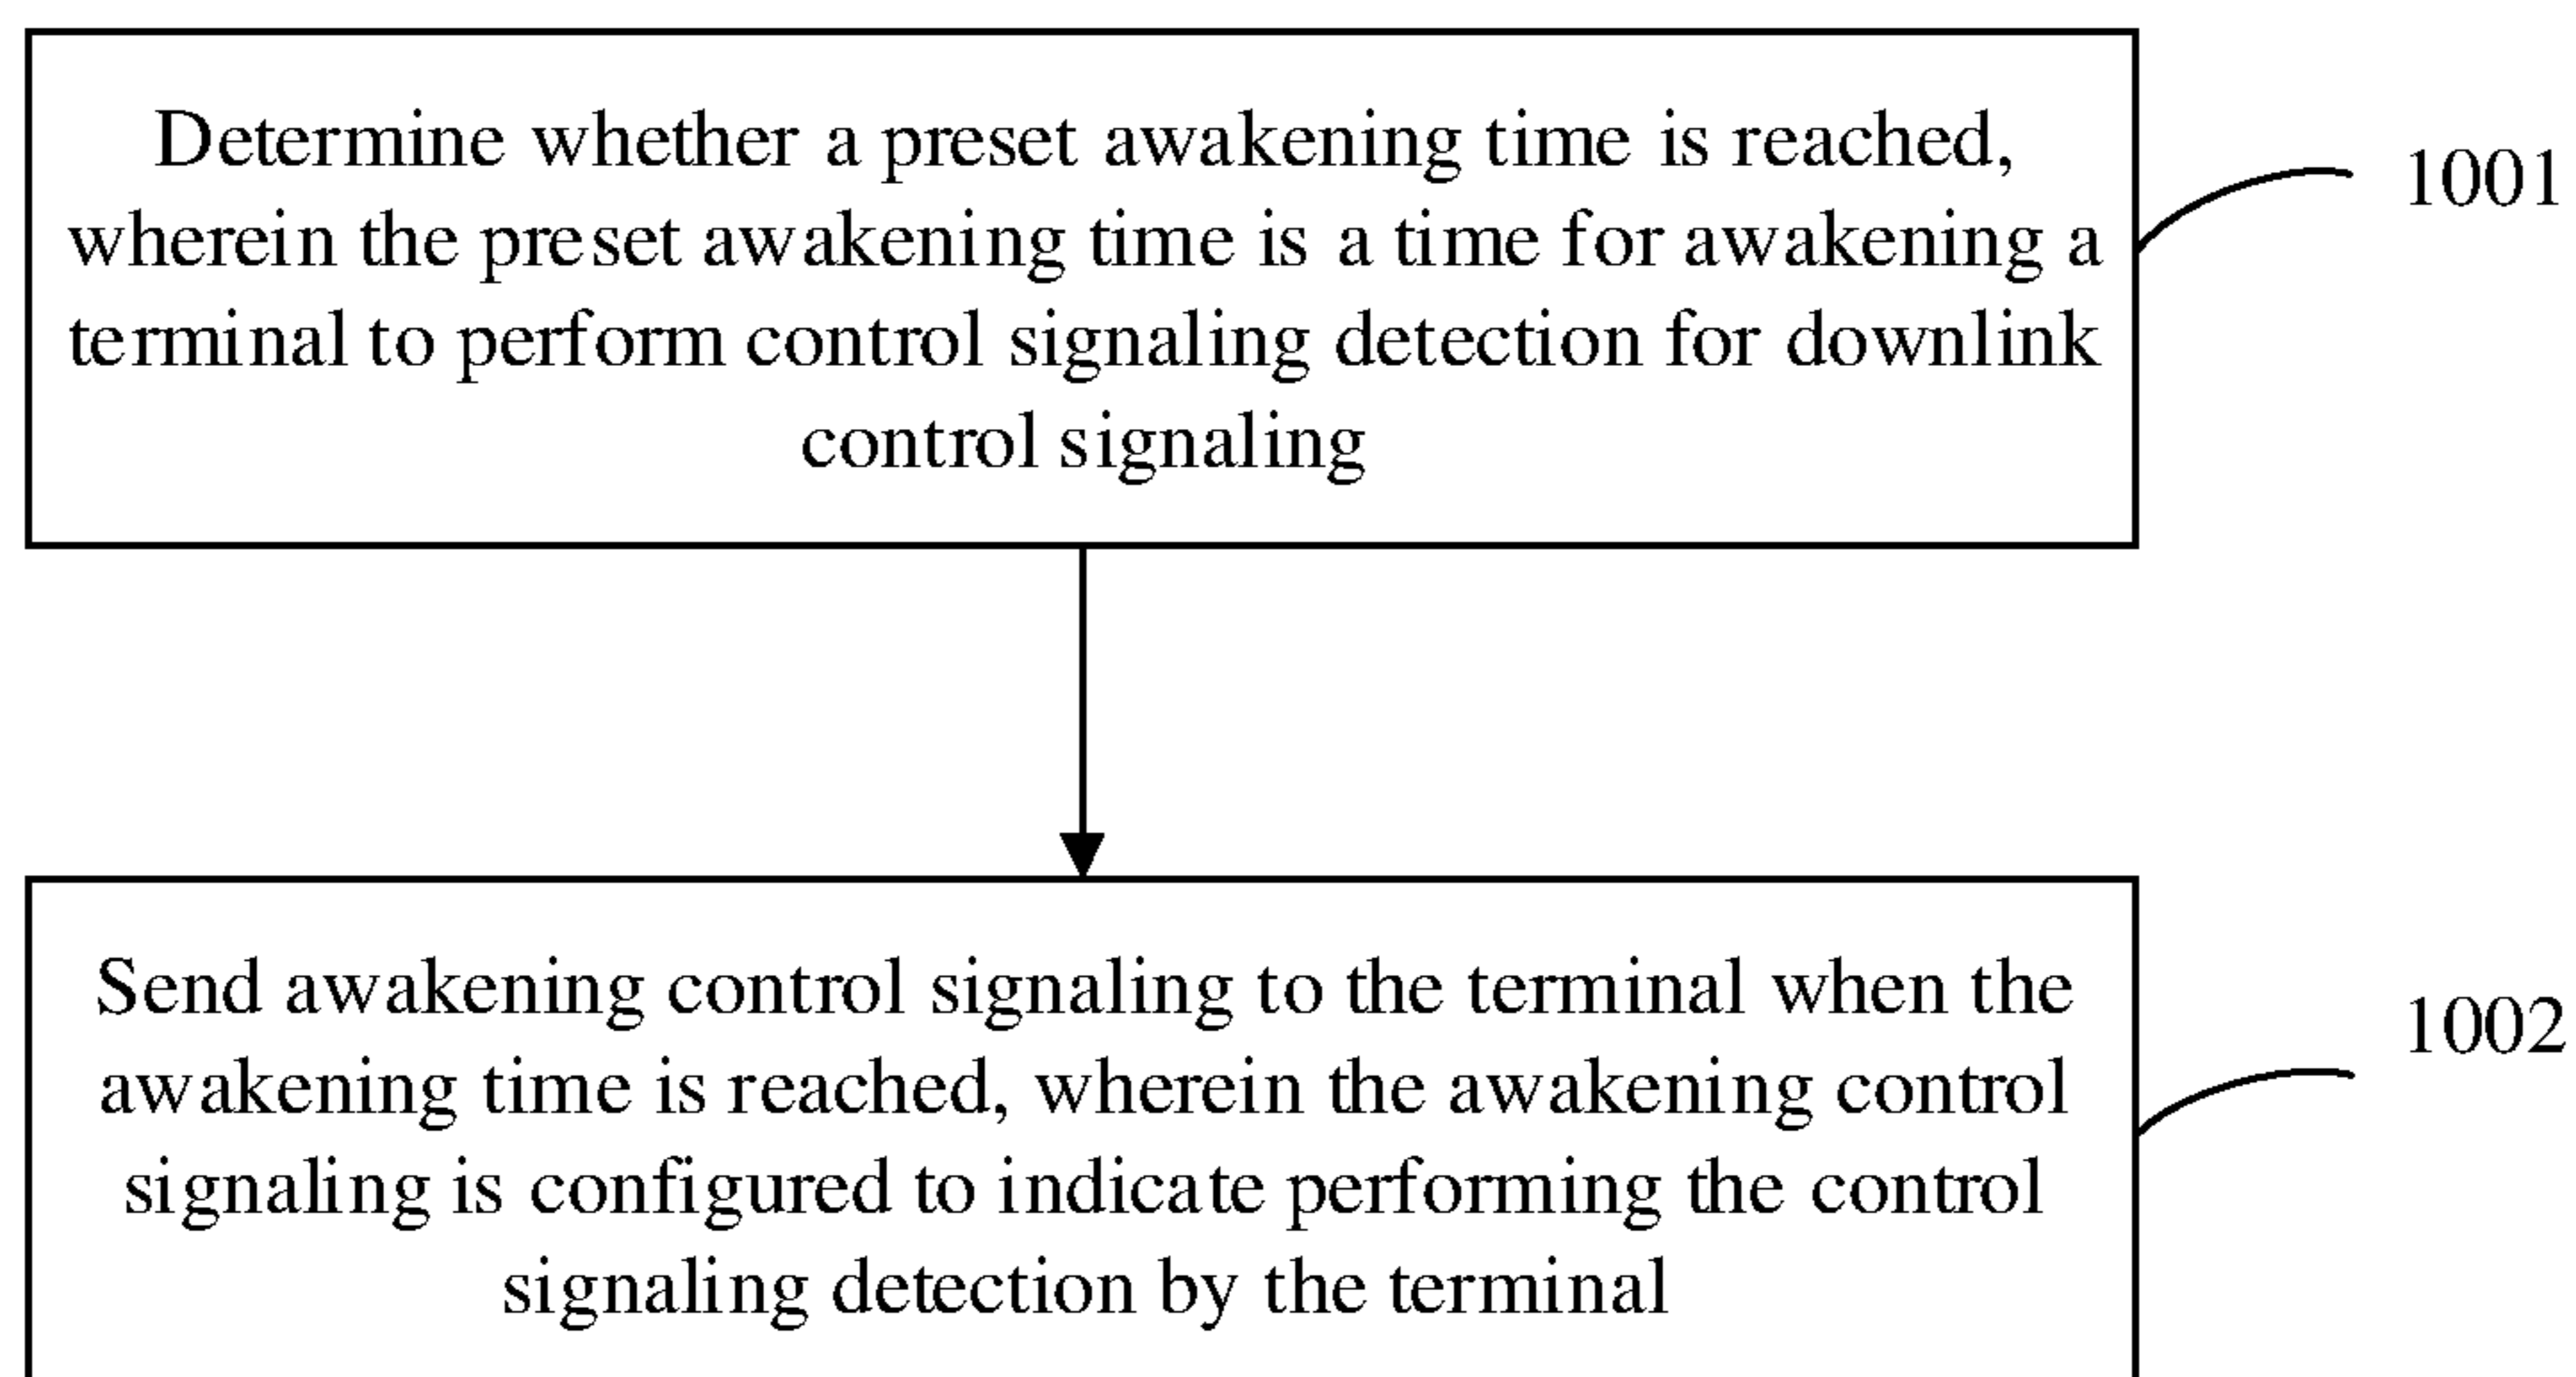 Determine whether a preset awakening time is reached,
wherein the preset awakening time is a time for awakening a
terminal to perform control signaling detection for downlink
control signaling
1001
Send awakening control signaling to the terminal when the
awakening time is reached, wherein the awakening control
signaling is configured to indicate performing the control
signaling detection by the terminal
1002